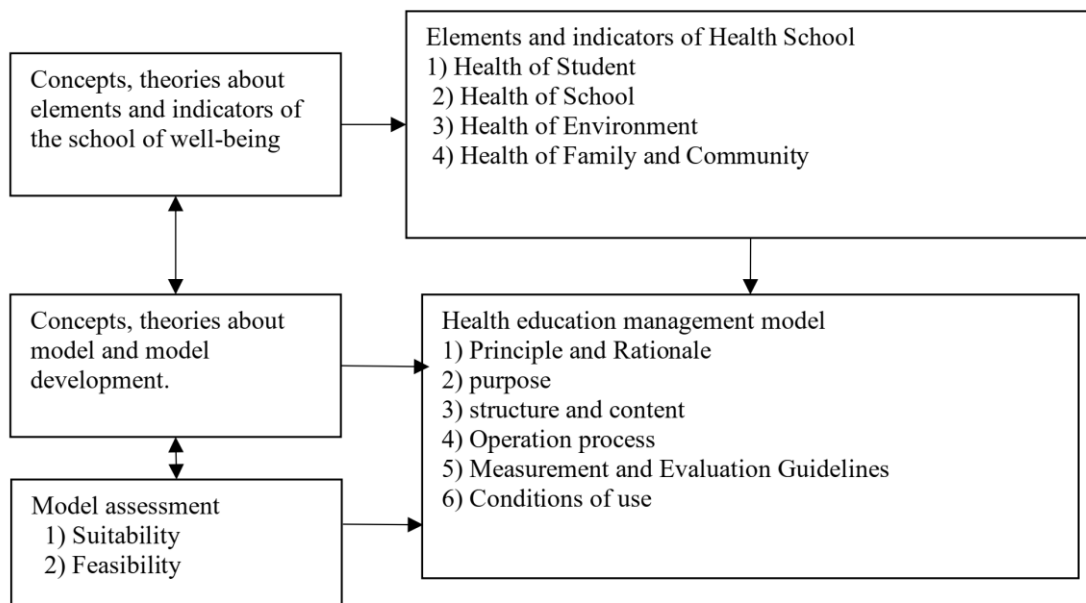 Concepts, theories about
elements and indicators of
the school of well-being
Elements and indicators of Health School
1) Health of Student
2) Health of School
3) Health of Environment
4) Health of Family and Community
Concepts, theories about
model and model
development.
Health education management model
1) Principle and Rationale
2) purpose
3) structure and content
4) Operation process
5) Measurement and Evaluation Guidelines
6) Conditions of use
Model assessment
1) Suitability
2) Feasibility